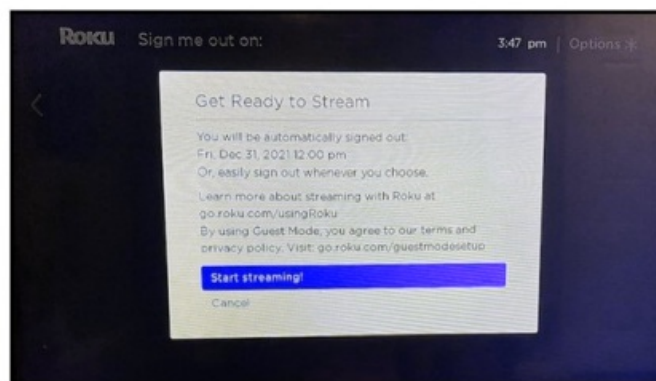 Roku Sign me out on: 3:47 pm | Options
Get Ready to Stream
You will be automatically signed out:
Fri, Dec 31, 2021 12:00 pm
Or, easily sign out whenever you choose.
Learn more about streaming with Roku at
go.roku.com/usingRoku
By using Guest Mode, you agree to our terms and
privacy policy. Visit: go.roku.com/guestmodesetup
Start streaming!
Cancel